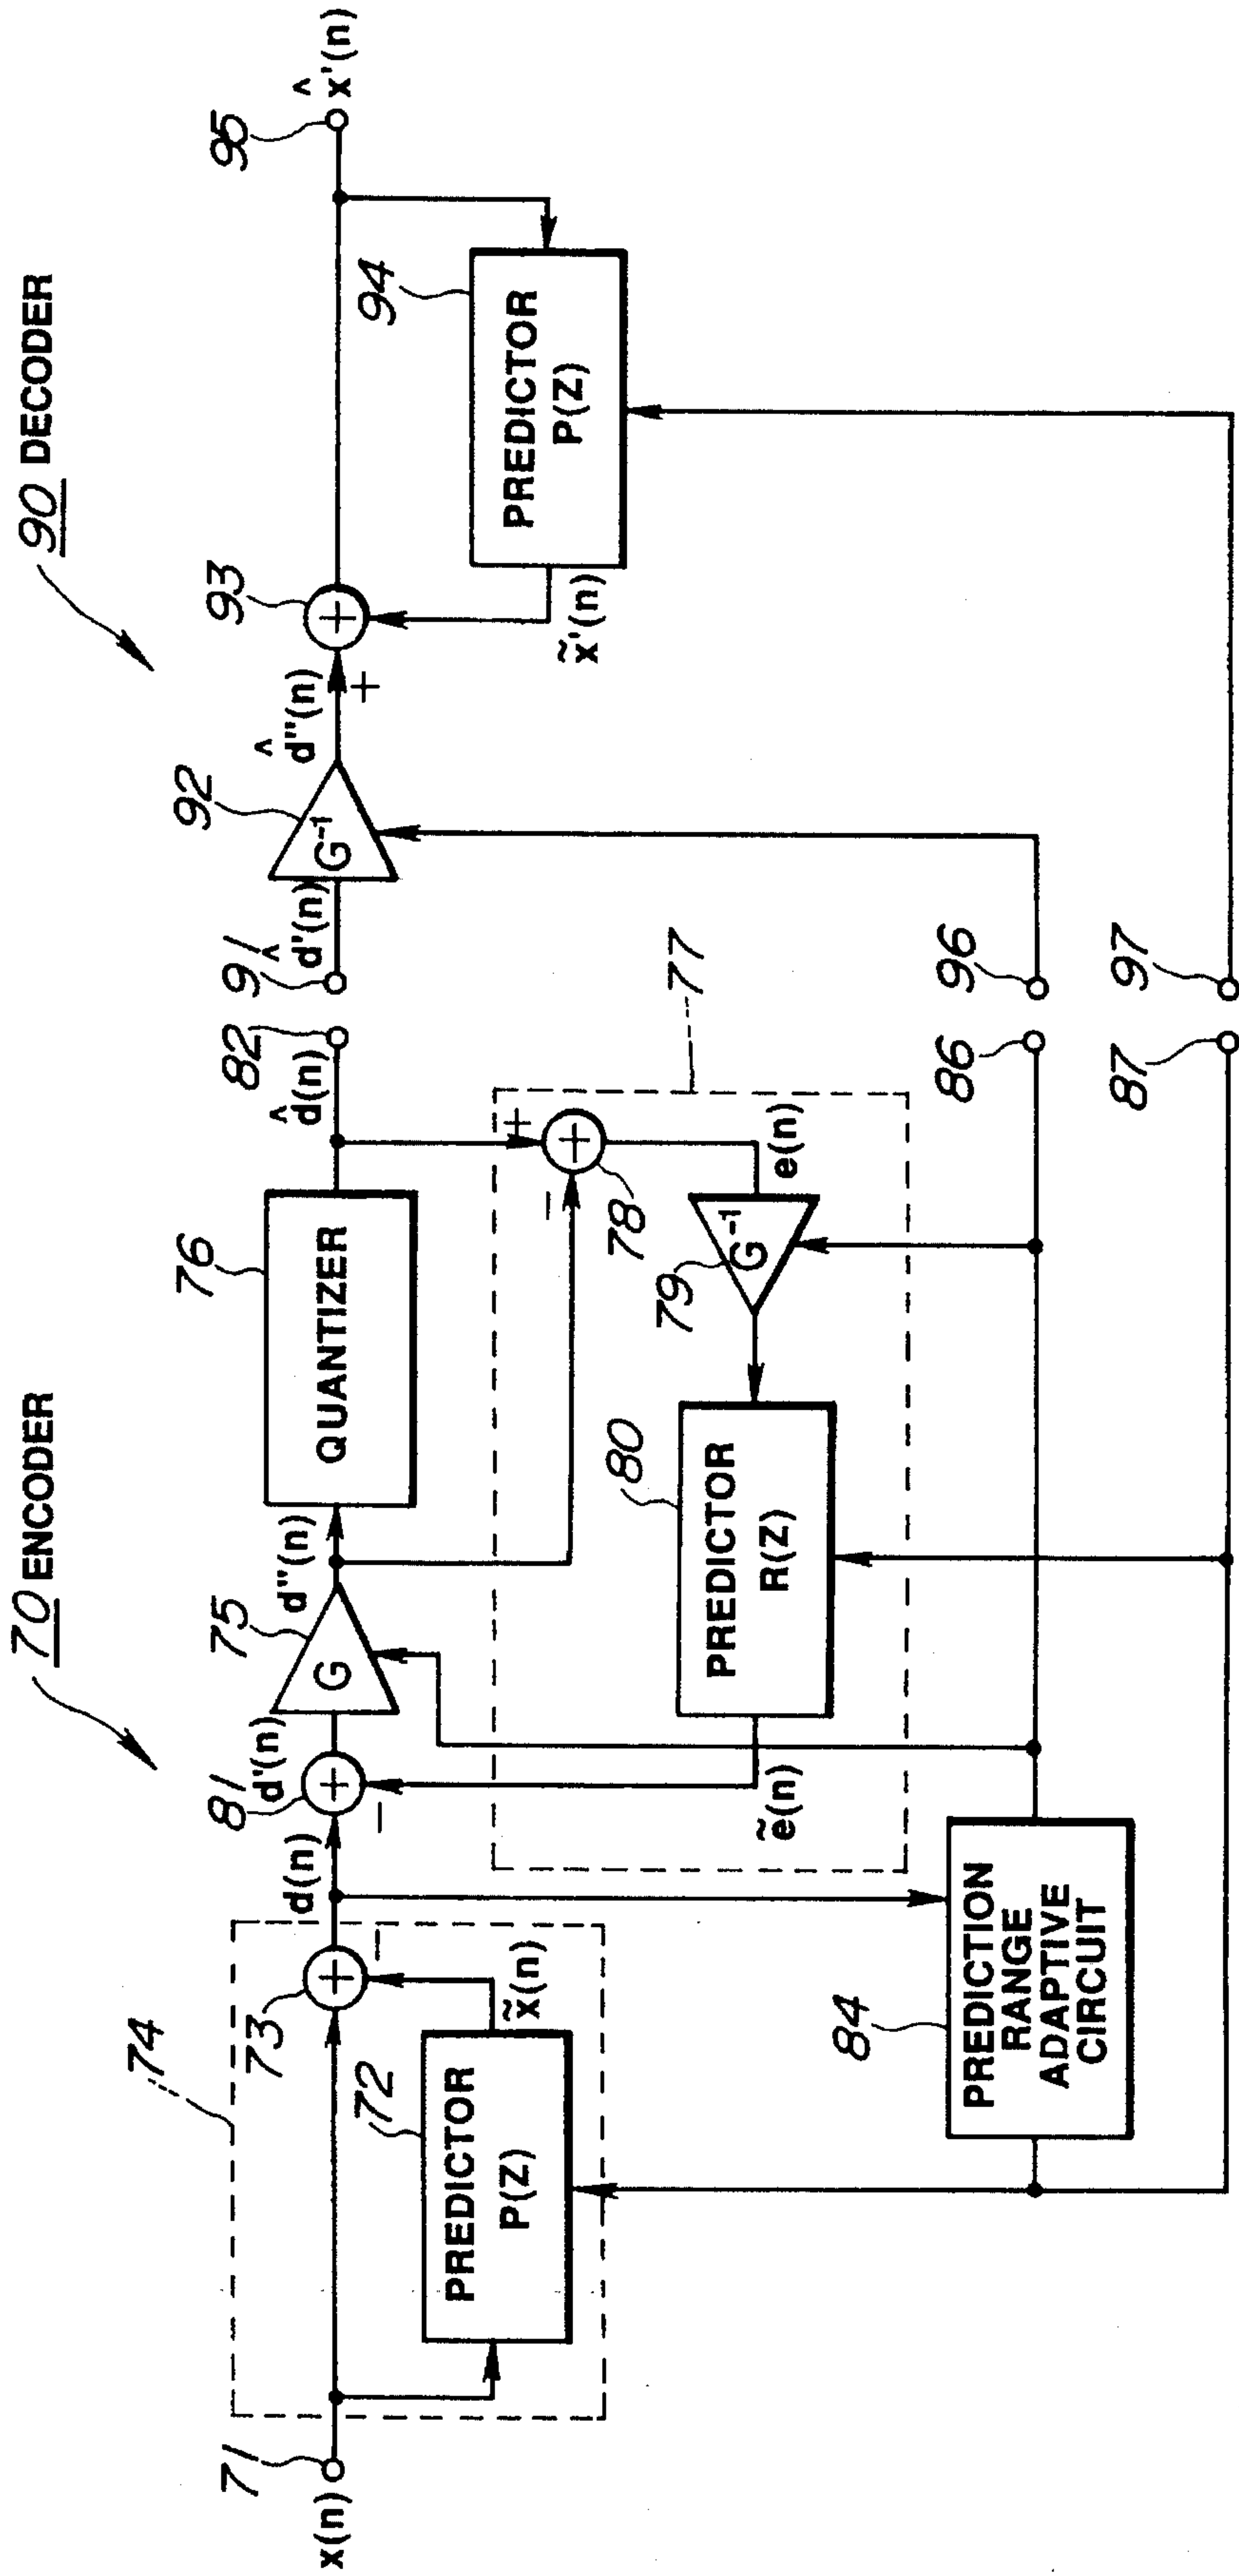 70 ENCODER
90 DECODER
x(n)
71
74
73
72
PREDICTOR
P(Z)
x̃(n)
d(n)
81
d'(n)
75
G
d''(n)
76
QUANTIZER
d̂(n)
82
77
+
−
+
78
e(n)
79
G⁻¹
80
PREDICTOR
R(Z)
ẽ(n)
−
+
−
+
84
PREDICTION
RANGE
ADAPTIVE
CIRCUIT
86
87
96
97
91
d̂'(n)
92
G⁻¹
d̂''(n)
+
93
+
x̃'(n)
94
PREDICTOR
P(Z)
95
x̂'(n)